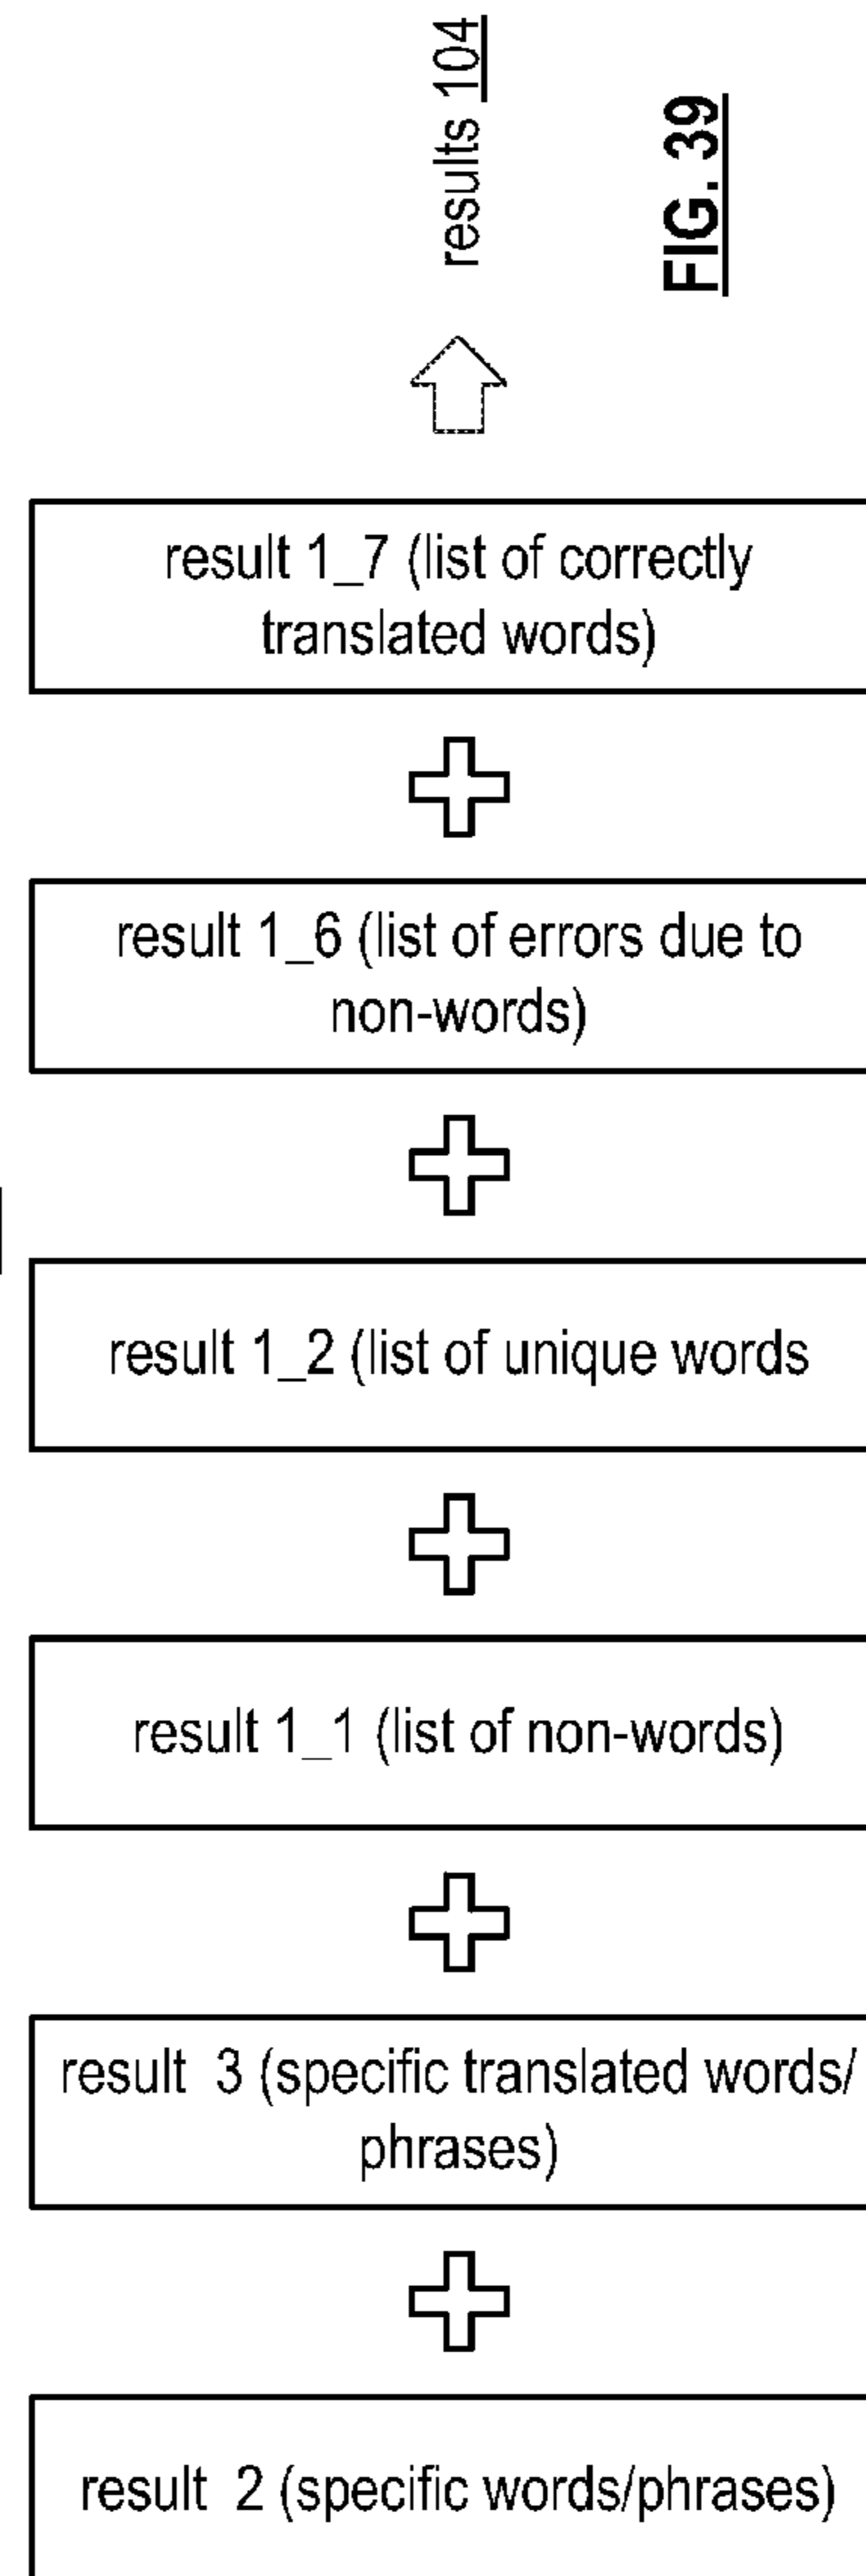 results 104
FIG. 39
result 1_7 (list of correctly
translated words)
result 1_6 (list of errors due to
non-words)
result 1_2 (list of unique words
result 1_1 (list of non-words)
result 3 (specific translated words/
phrases)
result 2 (specific words/phrases)